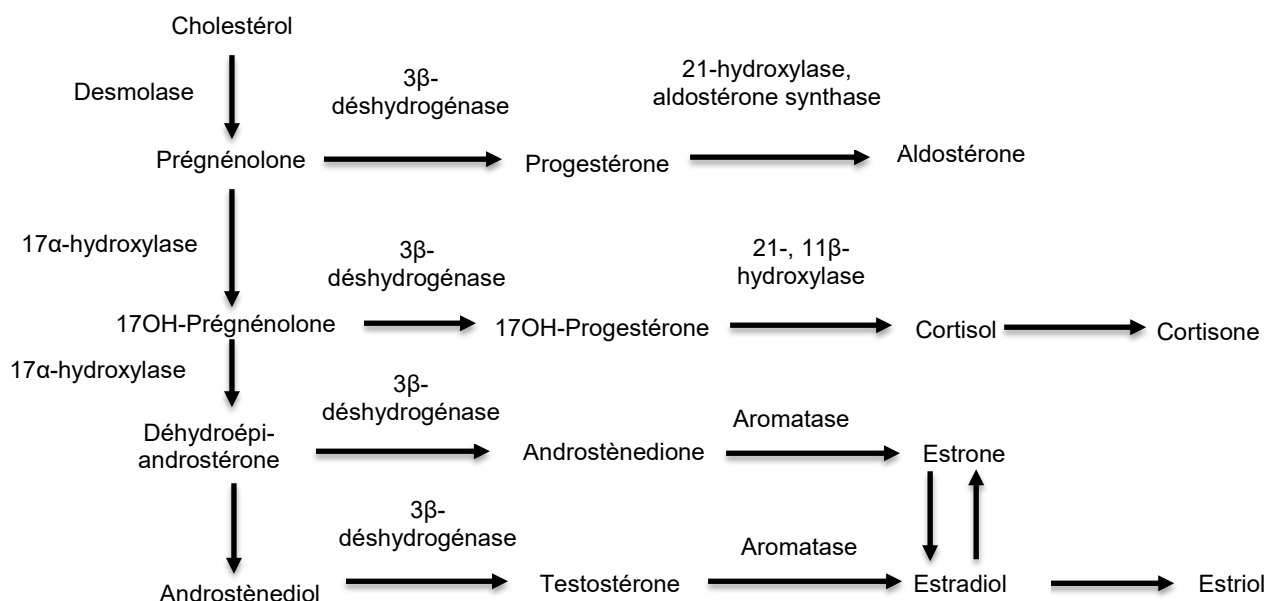 Cholestérol
Desmolase
3β-
déshydrogénase
21-hydroxylase,
aldostérone synthase
Prégnénolone
Progestérone
Aldostérone
17α-hydroxylase
3β-
déshydrogénase
21-, 11β-
hydroxylase
17OH-Prégnénolone
17OH-Progestérone
Cortisol
Cortisone
17α-hydroxylase
3β-
déshydrogénase
Aromatase
Déhydroépi-
androstérone
Androstènedione
Estrone
3β-
déshydrogénase
Aromatase
Androstènediol
Testostérone
Estradiol
Estriol